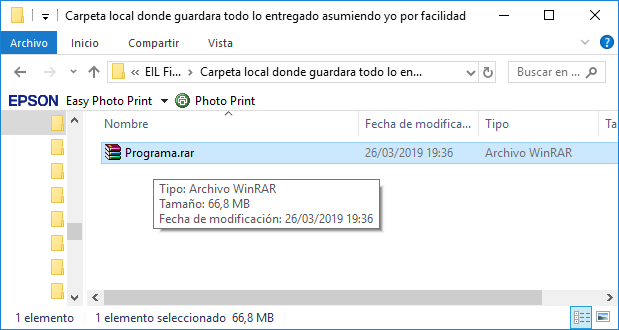 Carpeta local donde guardara todo lo entregado asumiendo yo por facilidad
Archivo Inicio Compartir Vista
« EIL Fi... > Carpeta local donde guardara todo lo en... Buscar en ...
EPSON Easy Photo Print Photo Print
Nombre Fecha de modifica... Tipo Ta
Programa.rar 26/03/2019 19:36 Archivo WinRAR
Tipo: Archivo WinRAR
Tamaño: 66,8 MB
Fecha de modificación: 26/03/2019 19:36
1 elemento 1 elemento seleccionado 66,8 MB